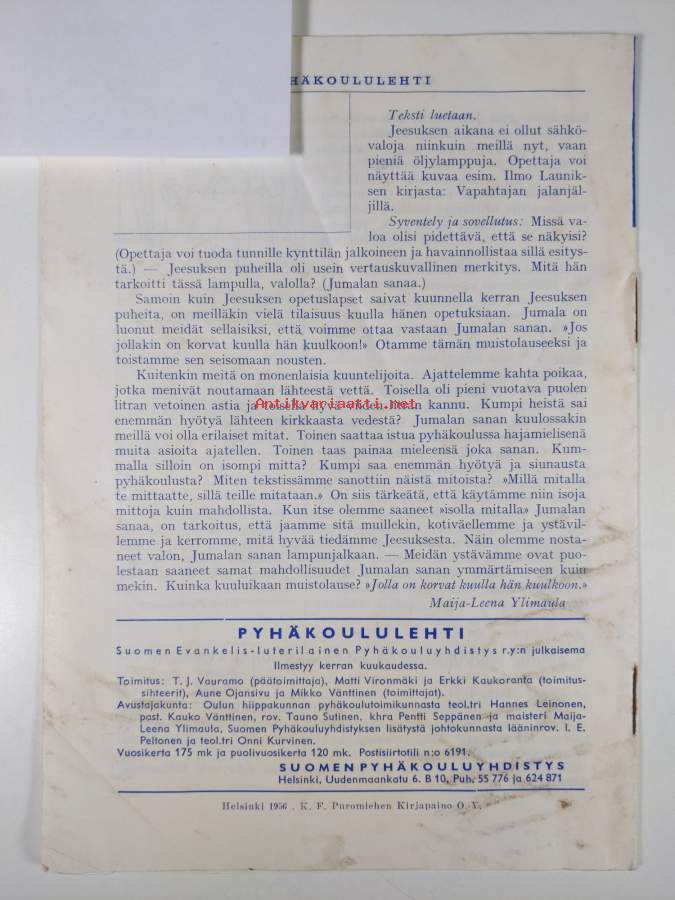 HÄKOULULEHTI
Teksti luetaan.
Jeesuksen aikana ei ollut sähkö-
valoja niinkuin meillä nyt, vaan
pieniä öljylamppuja. Opettaja voi
näyttää kuvaa esim. Ilmo Launik-
sen kirjasta: Vapahtajan jalanjäl-
jillä.
Syventely ja sovellutus: Missä va-
loa olisi pidettävä, että se näkyisi?
(Opettaja voi tuoda tunnille kynttilän jalkoineen ja havainnollistaa sillä esitys-
tä.) — Jeesuksen puheilla oli usein vertauskuvallinen merkitys. Mitä hän
tarkoitti tässä lampulla, valolla? (Jumalan sanaa.)
Samoin kuin Jeesuksen opetuslapset saivat kuunnella kerran Jeesuksen
puheita, on meilläkin vielä tilaisuus kuulla hänen opetuksiaan. Jumala on
luonut meidät sellaisiksi, että voimme ottaa vastaan Jumalan sanan. »Jos
jollakin on korvat kuulla hän kuulkoon!» Otamme tämän muistolauseeksi ja
toistamme sen seisomaan nousten.
Kuitenkin meitä on monenlaisia kuuntelijoita. Ajattelemme kahta poikaa,
jotka menivät noutamaan lähteestä vettä. Toisella oli pieni vuotava puolen
litran vetoinen astia ja toisella hyvä viiden litran kannu. Kumpi heistä sai
Antikvariaatti.net
enemmän hyötyä lähteen kirkkaasta vedestä? Jumalan sanan kuulossakin
meillä voi olla erilaiset mitat. Toinen saattaa istua pyhäkoulussa hajamielisenä
muita asioita ajatellen. Toinen taas painaa mieleensä joka sanan. Kum-
malla silloin on isompi mitta? Kumpi saa enemmän hyötyä ja siunausta
pyhäkoulusta? Miten tekstissämme sanottiin näistä mitoista? »Millä mitalla
te mittaatte, sillä teille mitataan.» On siis tärkeätä, että käytämme niin isoja
mittoja kuin mahdollista. Kun itse olemme saaneet »isolla mitalla» Jumalan
sanaa, on tarkoitus, että jaamme sitä muillekin, kotiväellemme ja ystävil-
lemme ja kerromme, mitä hyvää tiedämme Jeesuksesta. Näin olemme nosta-
neet valon, Jumalan sanan lampunjalkaan. — Meidän ystävämme ovat puo-
lestaan saaneet samat mahdollisuudet Jumalan sanan ymmärtämiseen kuin
mekin. Kuinka kuuluikaan muistolause? »Jolla on korvat kuulla hän kuulkoon.»
Maija-Leena Ylimaula
PYHÄKOULULEHTI
Suomen Evankelis-luterilainen Pyhäkouluyhdistys r.y:n julkaisema
Ilmestyy kerran kuukaudessa.
Toimitus: T. J. Vauramo (päätoimittaja), Matti Vironmäki ja Erkki Kaukoranta (toimitus-
sihteerit), Aune Ojansivu ja Mikko Vänttinen (toimittajat).
Avustajakunta: Oulun hiippakunnan pyhäkoulutoimikunnasta teol.tri Hannes Leinonen,
past. Kauko Vänttinen, rov. Tauno Sutinen, khra Pentti Seppänen ja maisteri Maija-
Leena Ylimaula, Suomen Pyhäkouluyhdistyksen lisätystä johtokunnasta lääninrov. I. E.
Peltonen ja teol.tri Onni Kurvinen.
Vuosikerta 175 mk ja puolivuosikerta 120 mk. Postisiirtotili n:o 6191.
SUOMEN PYHÄKOULUYHDISTYS
Helsinki, Uudenmaankatu 6. B 10, Puh. 55 776 ja 624 871
Helsinki 1956 . K. F. Puromiehen Kirjapaino O. Y.